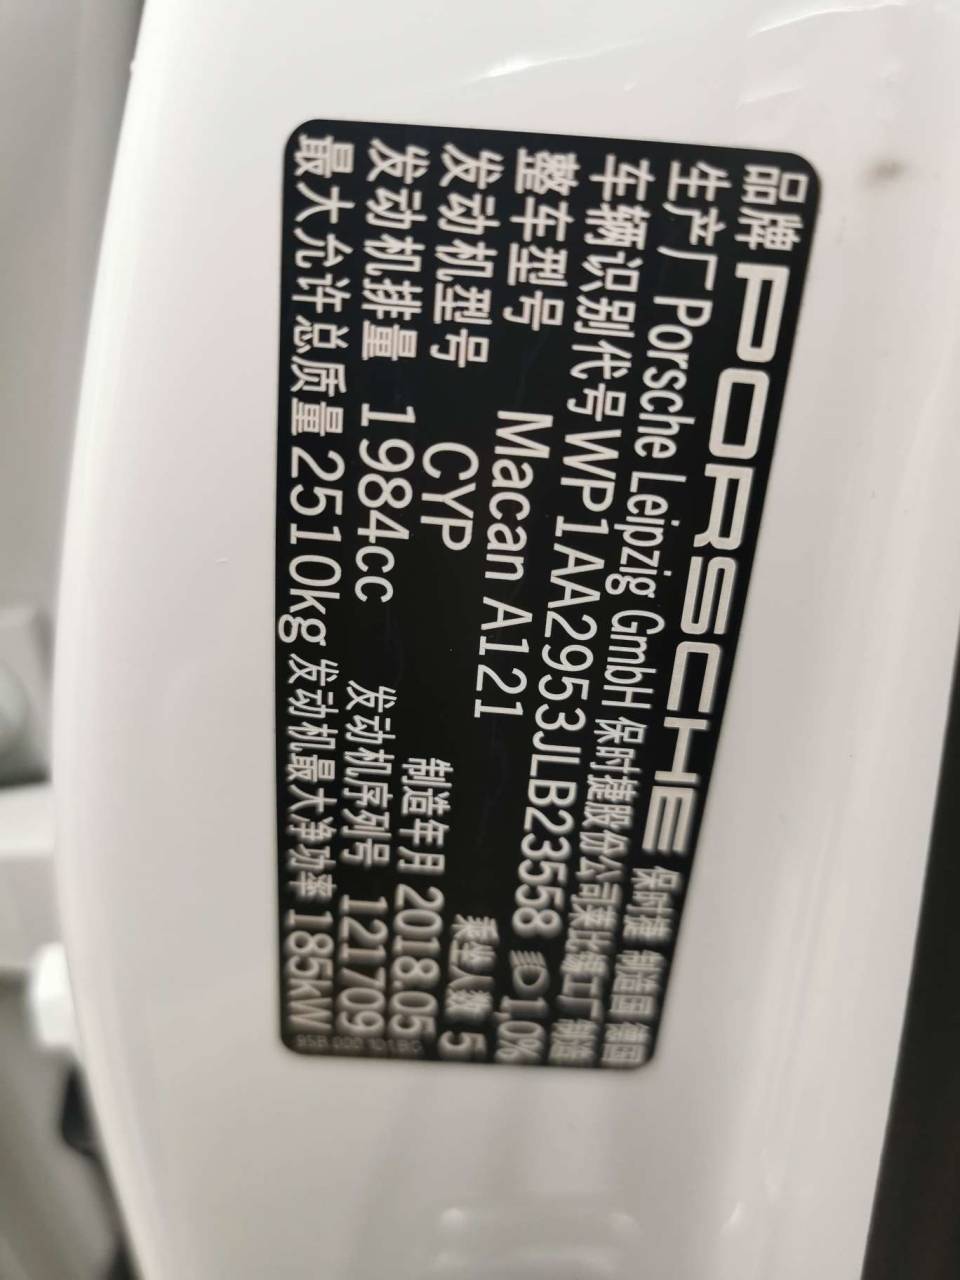 品牌 PORSCHE 保时捷 制造国 德国
生产厂 Porsche Leipzig GmbH 保时捷股份公司莱比锡工厂制造
车辆识别代号 WP1AA2953JLB23558 1,0%
整车型号 Macan A121 乘坐人数 5
发动机型号 CYP 制造年月 2018.05
发动机排量 1984cc 发动机序列号 121709
最大允许总质量 2510kg 发动机最大净功率 185kW